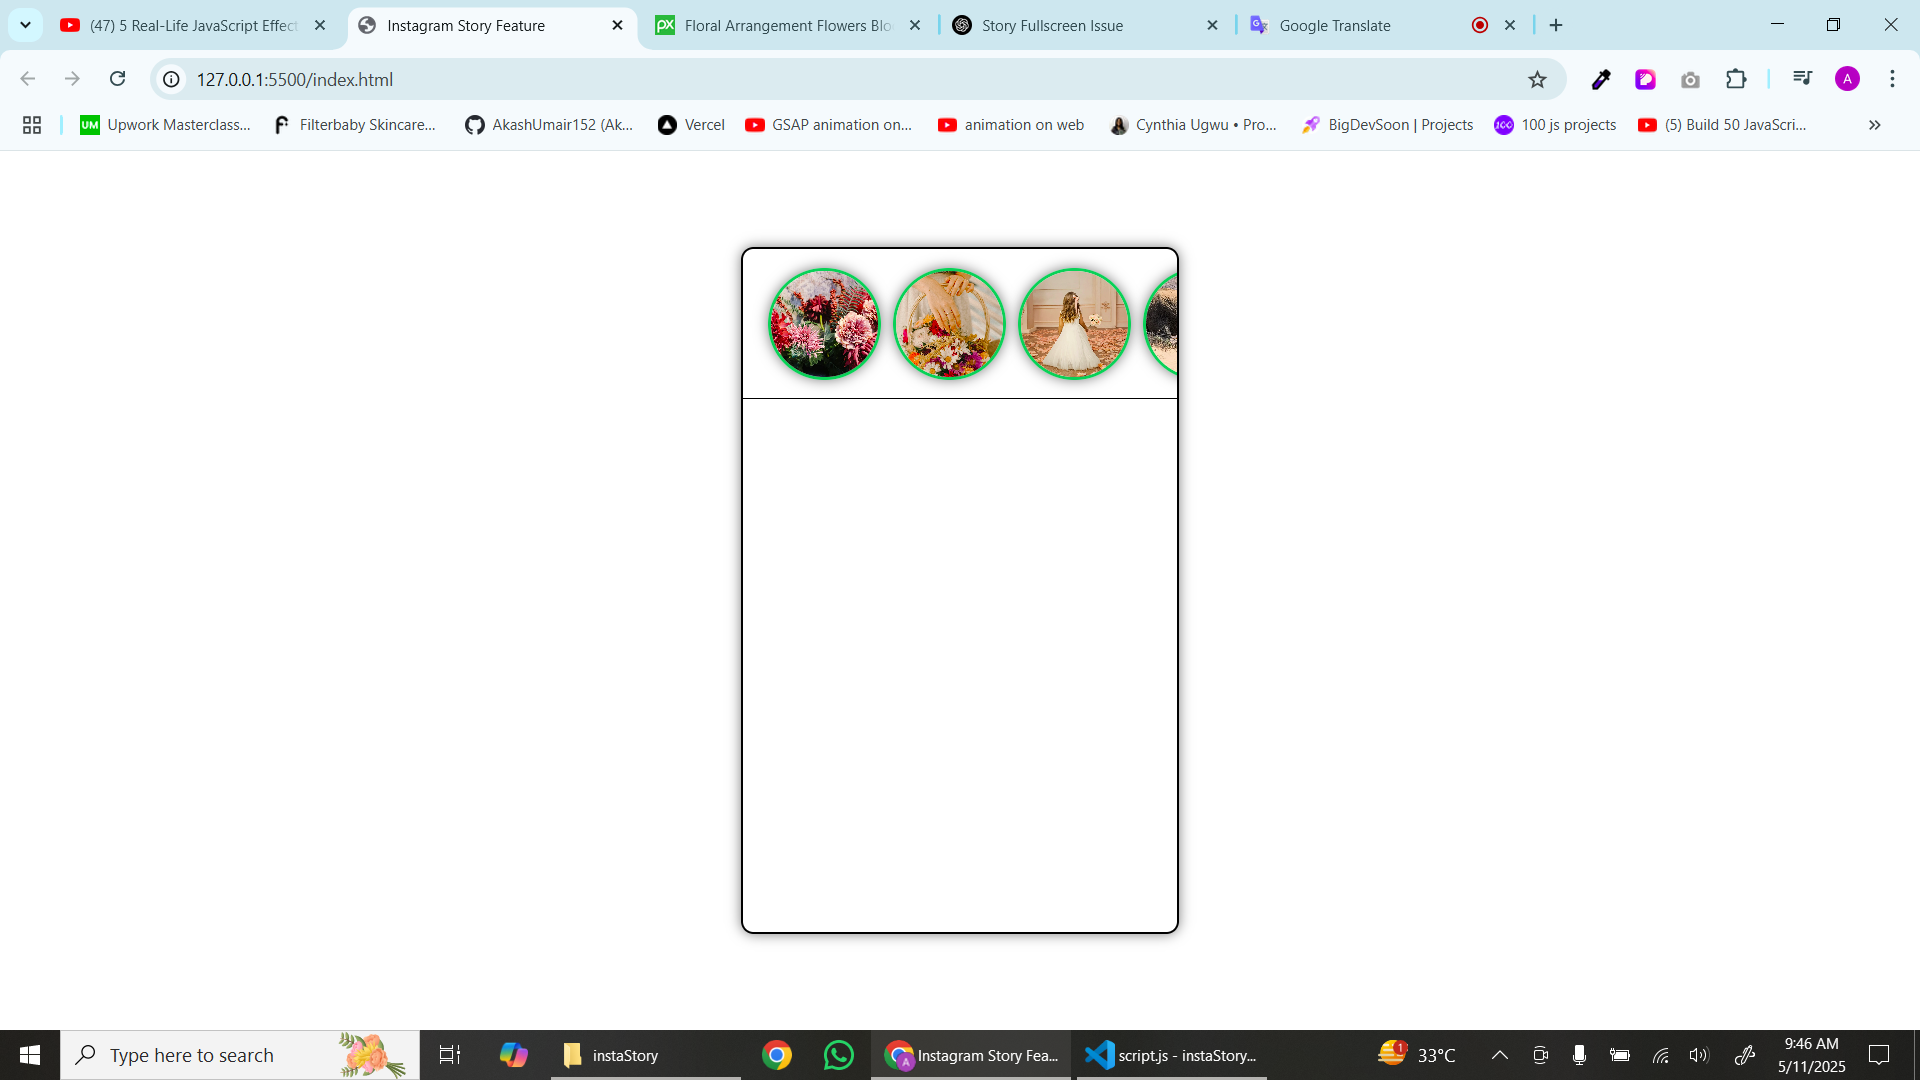 (47) 5 Real-Life JavaScript Effect
Instagram Story Feature
Floral Arrangement Flowers Blo
Story Fullscreen Issue
Google Translate
127.0.0.1:5500/index.html
A
UM
Upwork Masterclass...
Filterbaby Skincare...
AkashUmair152 (Ak...
Vercel
GSAP animation on...
animation on web
Cynthia Ugwu • Pro...
BigDevSoon | Projects
100 js projects
(5) Build 50 JavaScri...
Type here to search
instaStory
Instagram Story Fea...
script.js - instaStory...
1
33°C
9:46 AM
5/11/2025